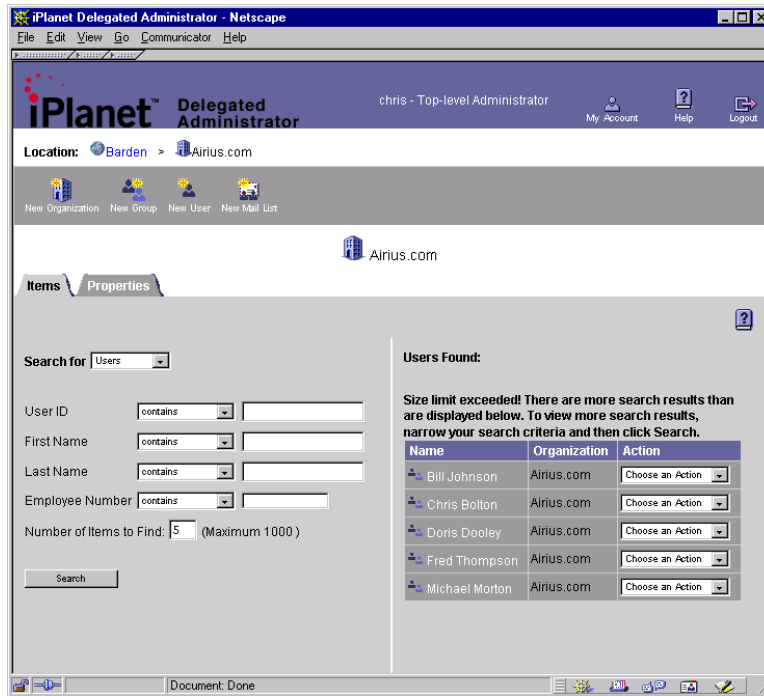 iPlanet Delegated Administrator - Netscape
File Edit View Go Communicator Help
iPlanet™ Delegated Administrator
chris - Top-level Administrator
My Account Help Logout
Location: Barden > Airius.com
New Organization New Group New User New Mail List
Airius.com
Items Properties
?
Search for Users
User ID contains
First Name contains
Last Name contains
Employee Number contains
Number of Items to Find: 5 (Maximum 1000 )
Search
Users Found:
Size limit exceeded! There are more search results than
are displayed below. To view more search results,
narrow your search criteria and then click Search.
Name Organization Action
Bill Johnson Airius.com Choose an Action
Chris Bolton Airius.com Choose an Action
Doris Dooley Airius.com Choose an Action
Fred Thompson Airius.com Choose an Action
Michael Morton Airius.com Choose an Action
Document: Done